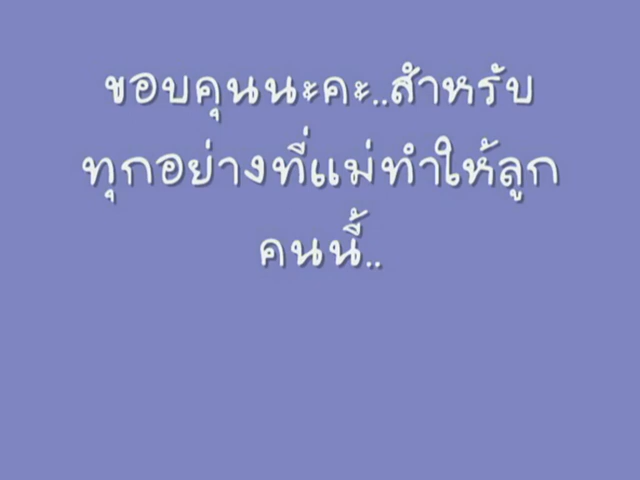 ขอบคุนนะคะ..สำหรับ
ทุกอย่างที่แม่ทำให้ลูก
คนนี้..